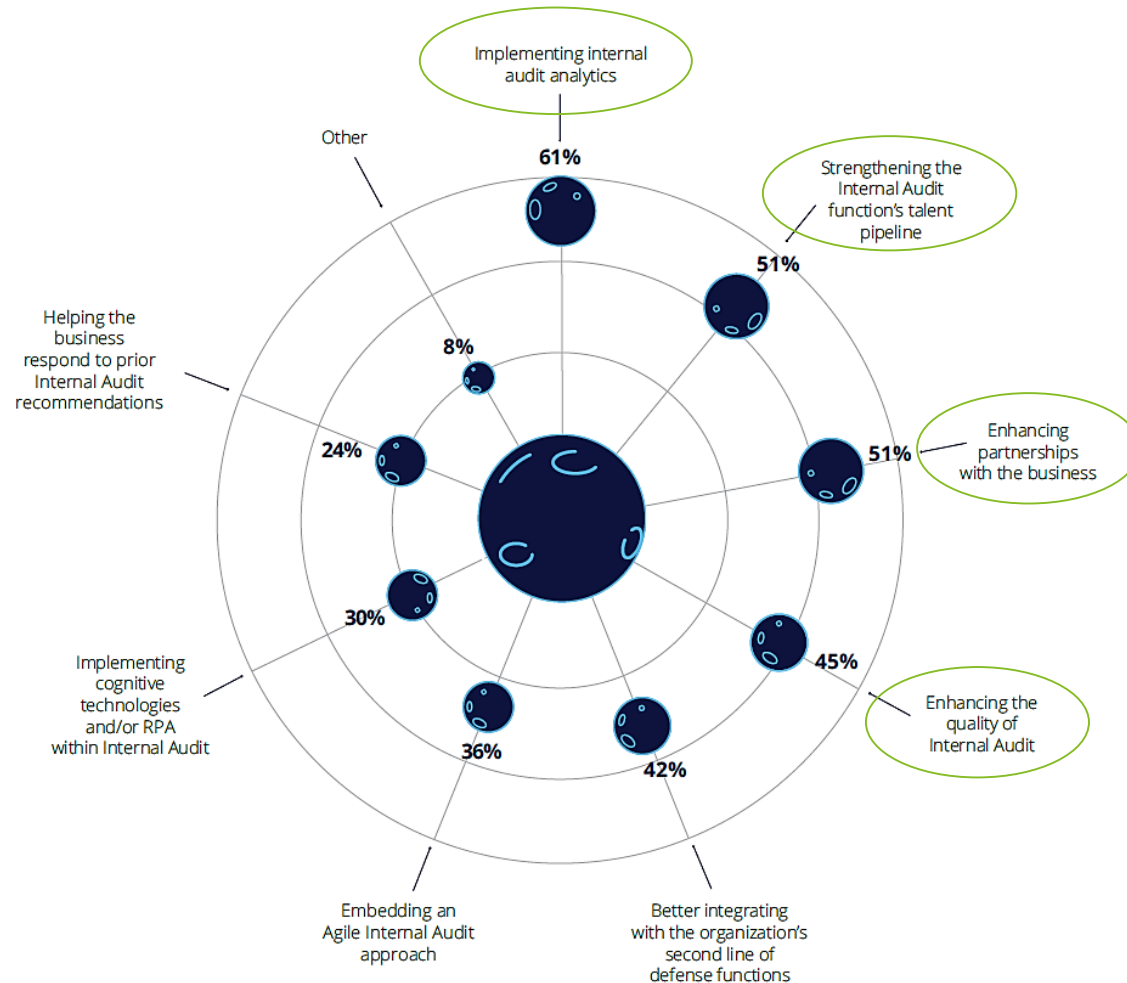 Implementing internal
audit analytics
61%
Strengthening the
Internal Audit
function's talent
pipeline
51%
Enhancing
partnerships
with the business
51%
Enhancing the
quality of
Internal Audit
45%
Better integrating
with the organization's
second line of
defense functions
42%
Embedding an
Agile Internal Audit
approach
36%
Implementing
cognitive
technologies
and/or RPA
within Internal Audit
30%
Helping the
business
respond to prior
Internal Audit
recommendations
24%
Other
8%